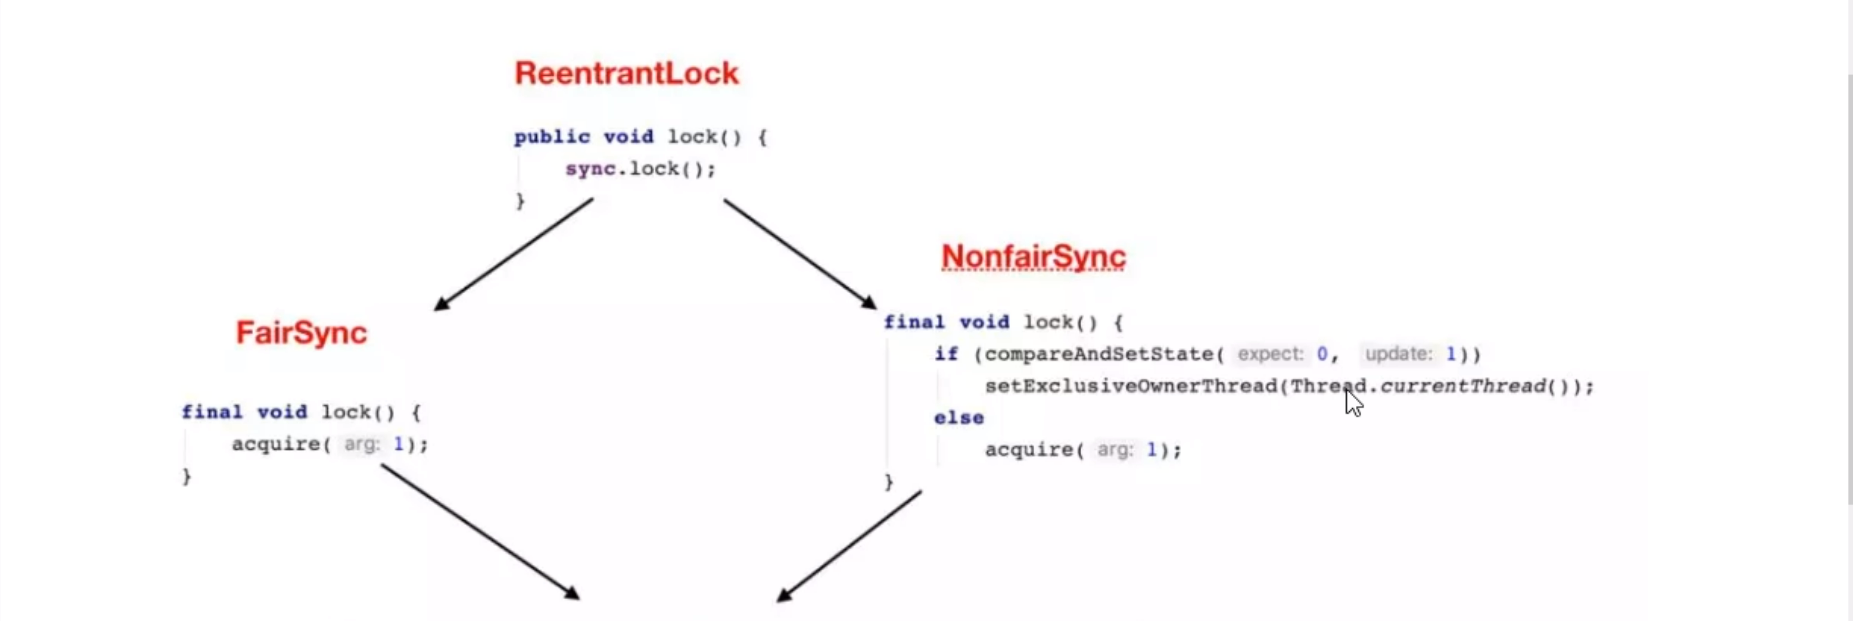 ReentrantLock
public void lock() {
sync.lock();
}
NonfairSync
final void lock() {
if (compareAndSetState( expect: 0, update: 1))
setExclusiveOwnerThread(Thread.currentThread());
else
acquire( arg: 1);
}
FairSync
final void lock() {
acquire( arg: 1);
}